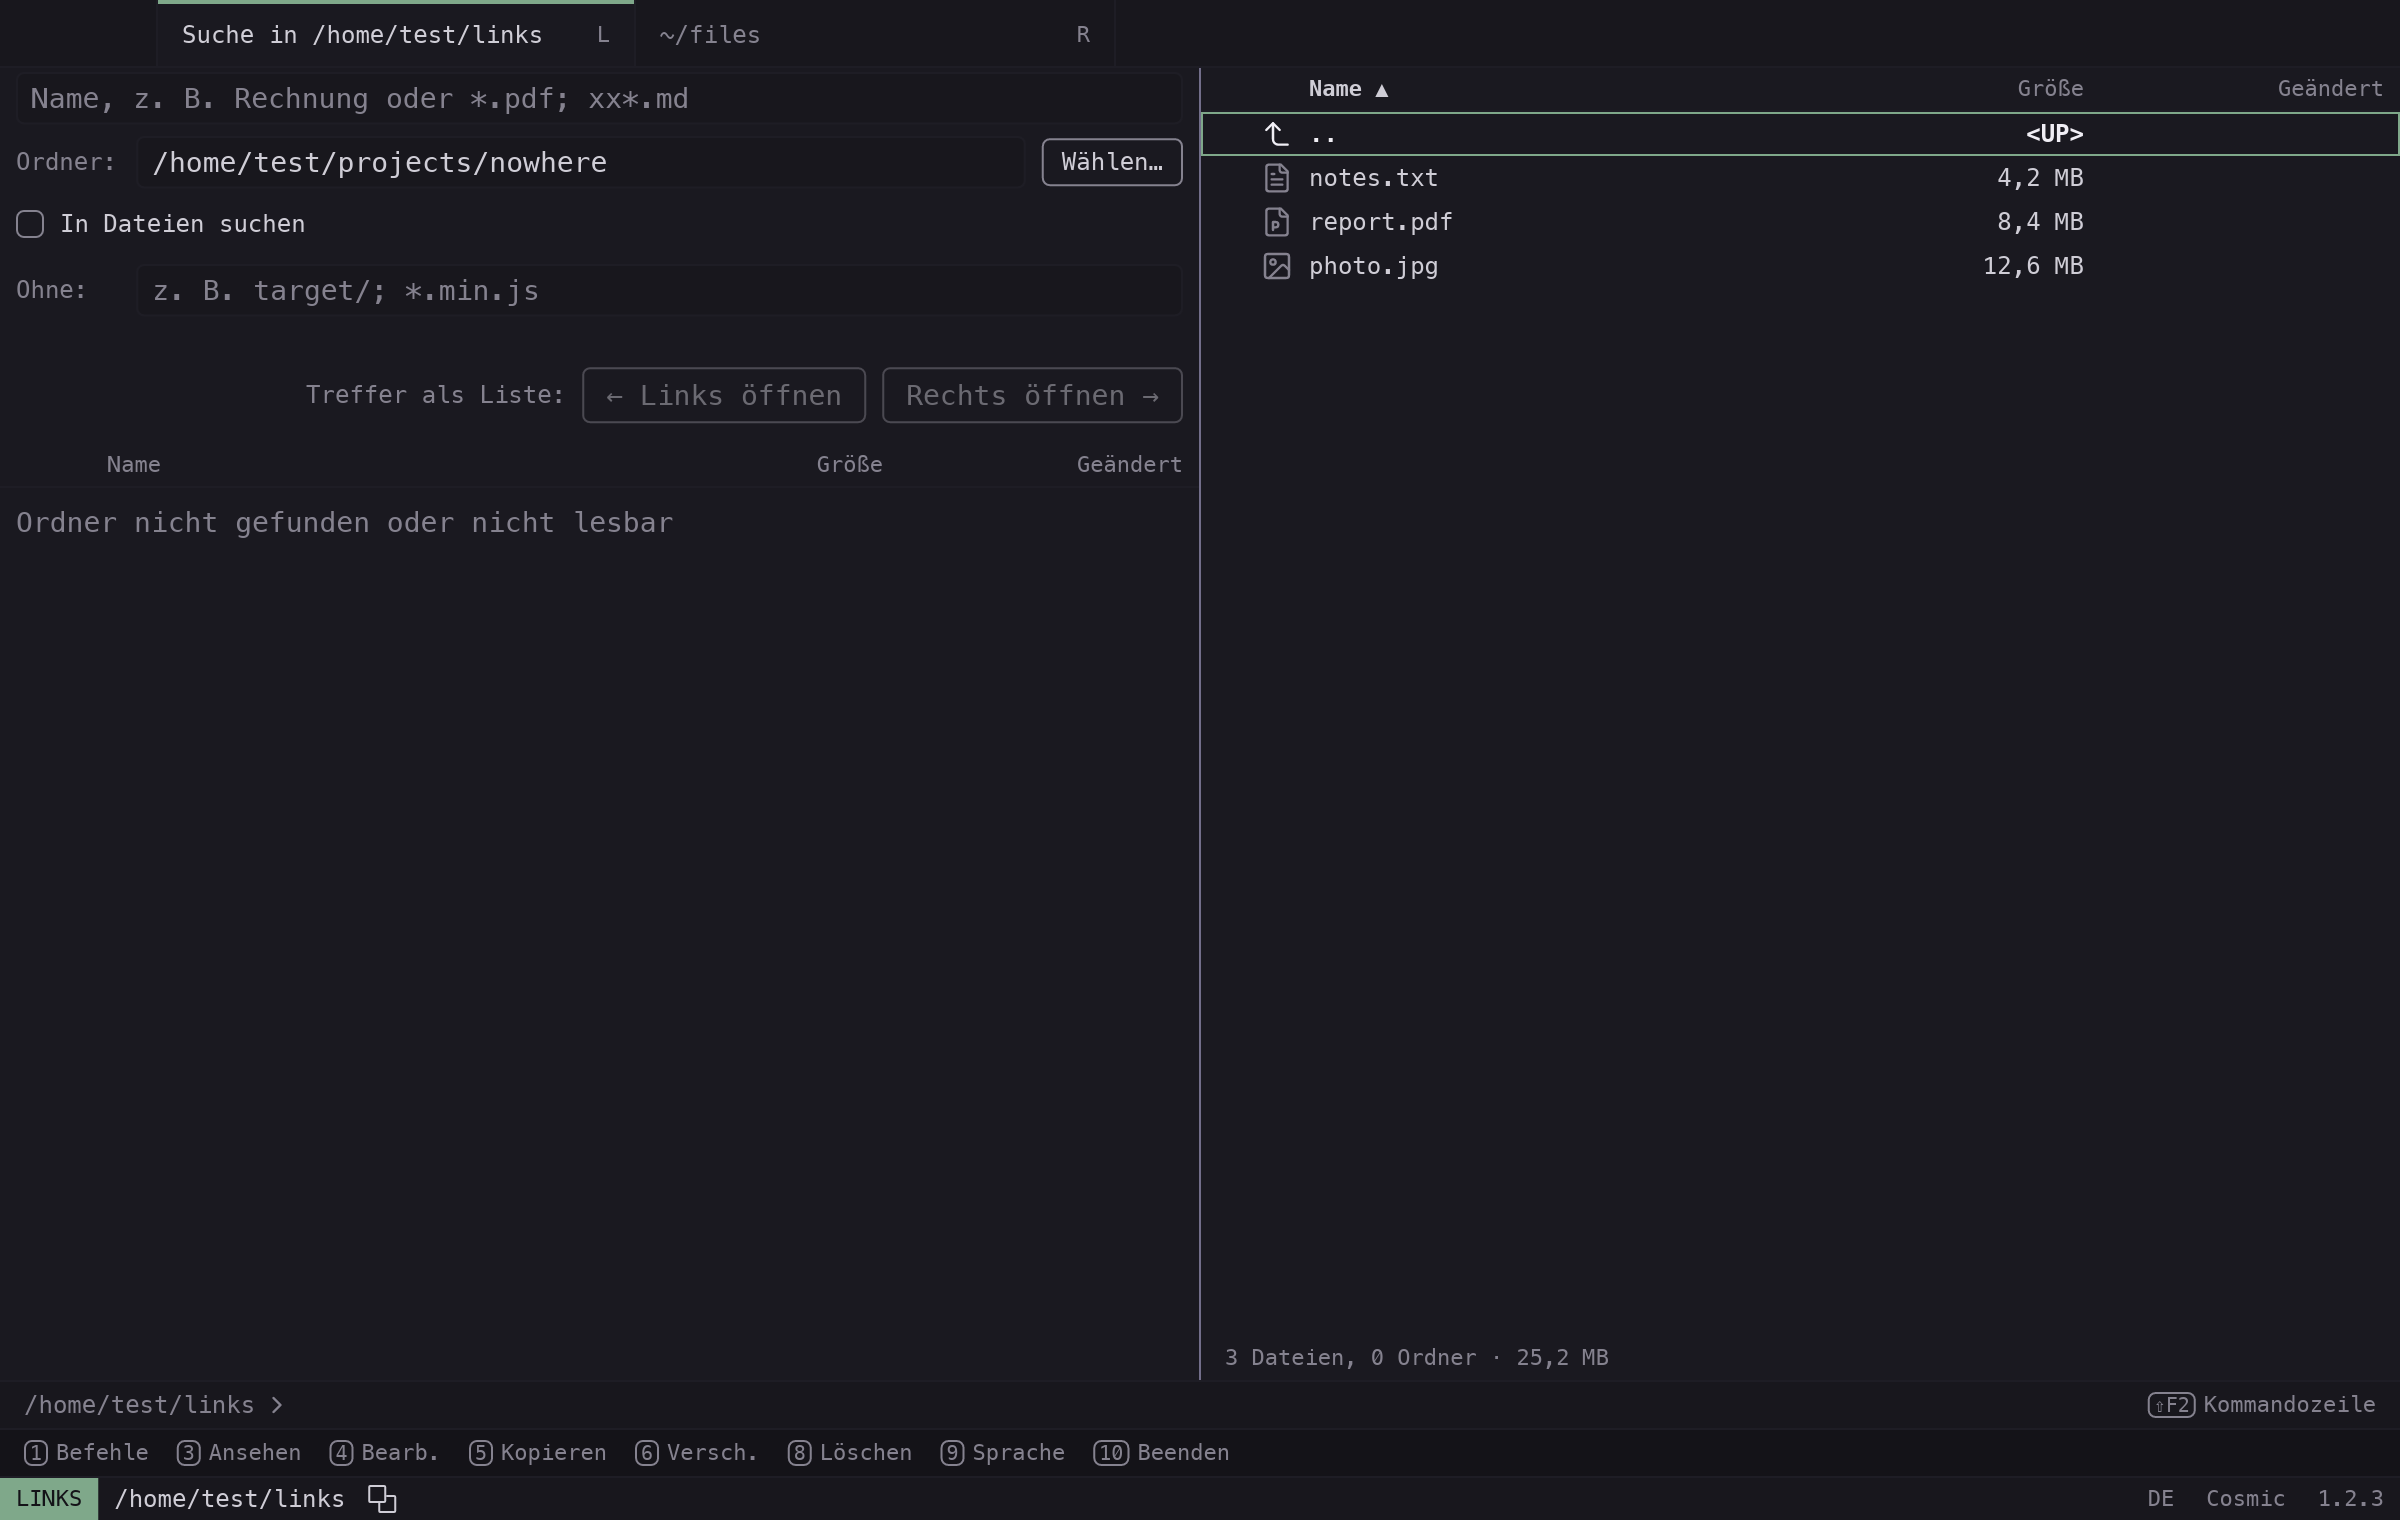 Suche in /home/test/links L ~/files R
Name, z. B. Rechnung oder *.pdf; xx*.md
Ordner: /home/test/projects/nowhere Wählen…
In Dateien suchen
Ohne: z. B. target/; *.min.js
Treffer als Liste: ← Links öffnen Rechts öffnen →
Name Größe Geändert
Ordner nicht gefunden oder nicht lesbar
Name ▲ Größe Geändert
.. <UP>
notes.txt 4,2 MB
report.pdf 8,4 MB
photo.jpg 12,6 MB
3 Dateien, 0 Ordner · 25,2 MB
/home/test/links ⇧F2 Kommandozeile
1 Befehle 3 Ansehen 4 Bearb. 5 Kopieren 6 Versch. 8 Löschen 9 Sprache 10 Beenden
LINKS /home/test/links DE Cosmic 1.2.3